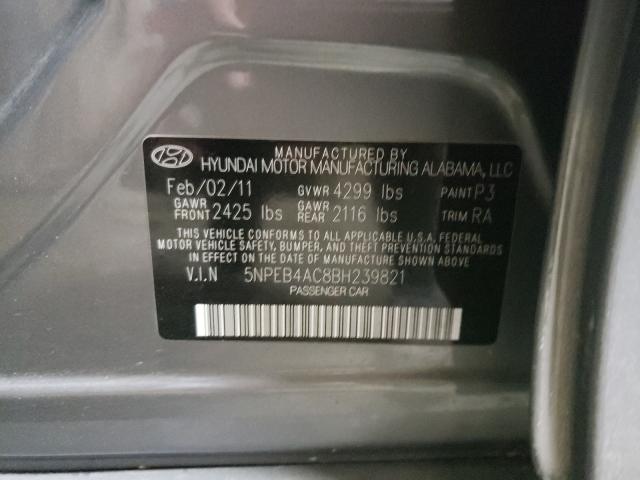 MANUFACTURED BY
HYUNDAI MOTOR MANUFACTURING ALABAMA, LLC
Feb/02/11 GVWR 4299 lbs PAINT P3
GAWR FRONT 2425 lbs GAWR REAR 2116 lbs TRIM RA
THIS VEHICLE CONFORMS TO ALL APPLICABLE U.S.A. FEDERAL
MOTOR VEHICLE SAFETY, BUMPER, AND THEFT PREVENTION STANDARDS
IN EFFECT ON THE DATE OF MANUFACTURE SHOWN ABOVE.
V.I.N 5NPEB4AC8BH239821
PASSENGER CAR